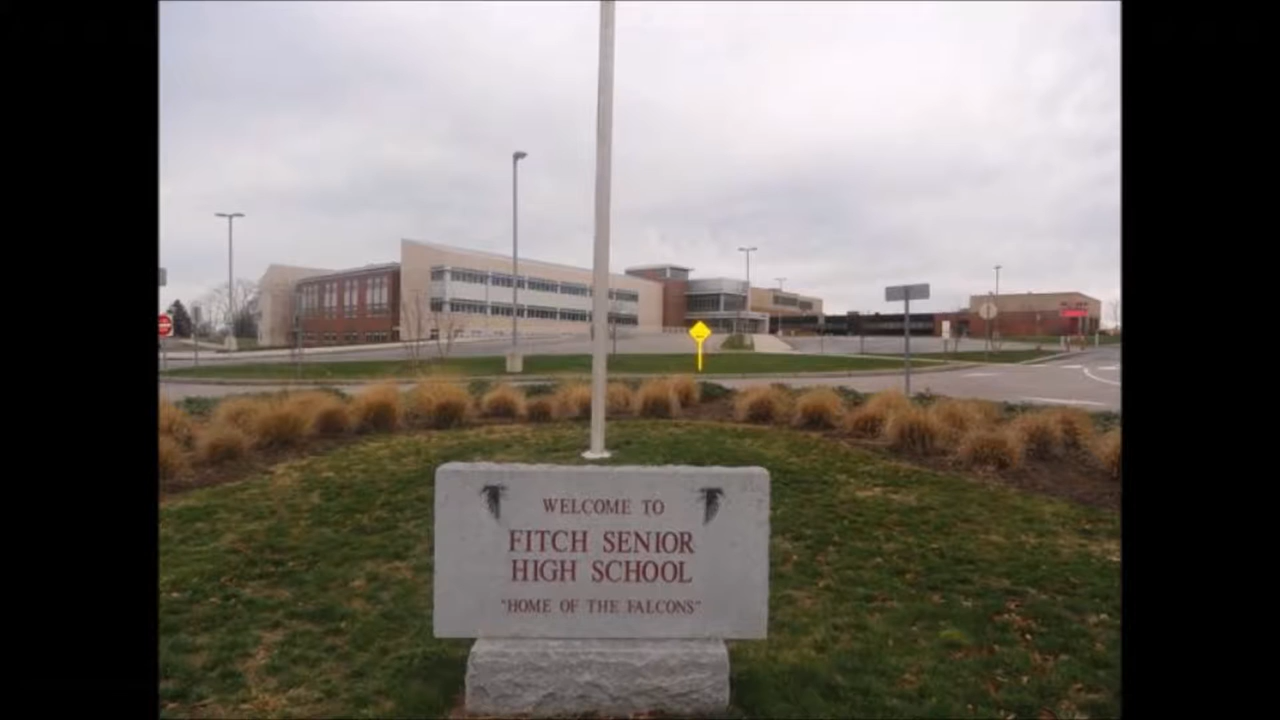 WELCOME TO
FITCH SENIOR
HIGH SCHOOL
"HOME OF THE FALCONS"